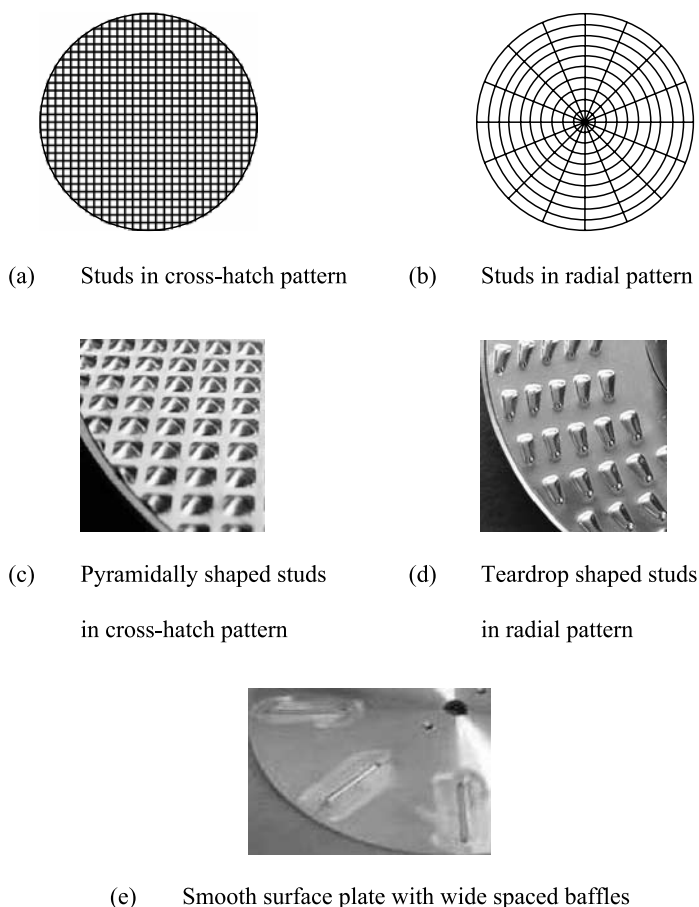 (a) Studs in cross-hatch pattern
(b) Studs in radial pattern
(c) Pyramidally shaped studs
in cross-hatch pattern
(d) Teardrop shaped studs
in radial pattern
(e) Smooth surface plate with wide spaced baffles